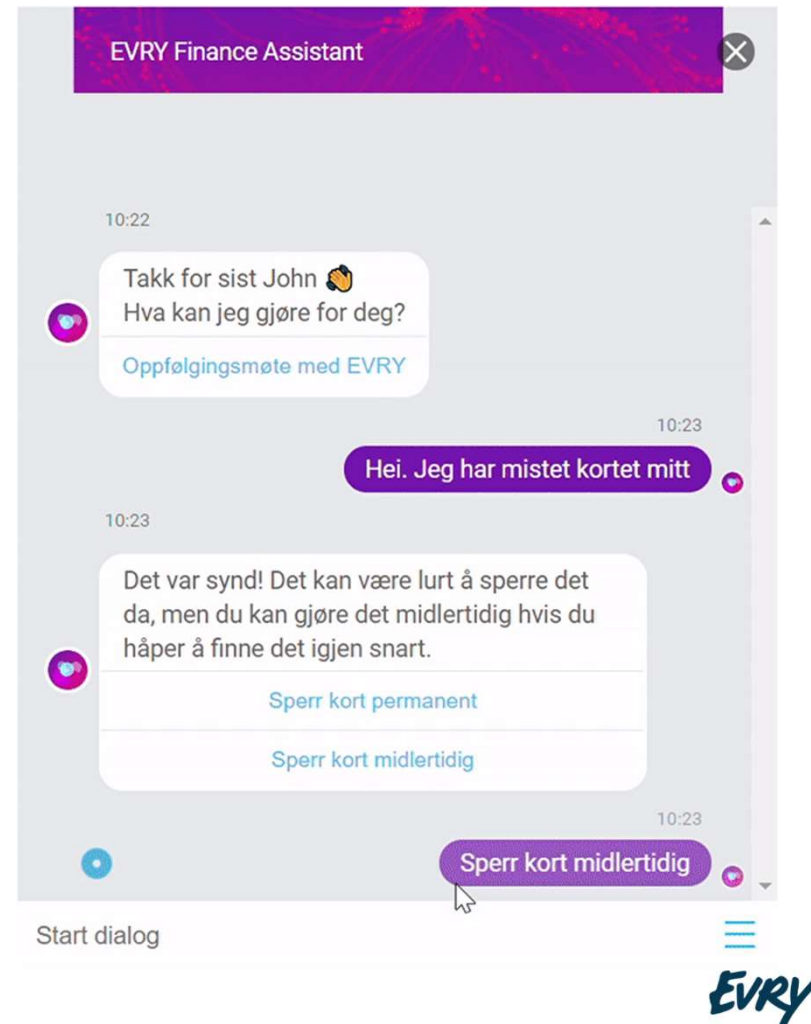 EVRY Finance Assistant
10:22
Takk for sist John 👋
Hva kan jeg gjøre for deg?
Oppfølgingsmøte med EVRY
10:23
Hei. Jeg har mistet kortet mitt
10:23
Det var synd! Det kan være lurt å sperre det
da, men du kan gjøre det midlertidig hvis du
håper å finne det igjen snart.
Sperr kort permanent
Sperr kort midlertidig
10:23
Sperr kort midlertidig
Start dialog
EVRY